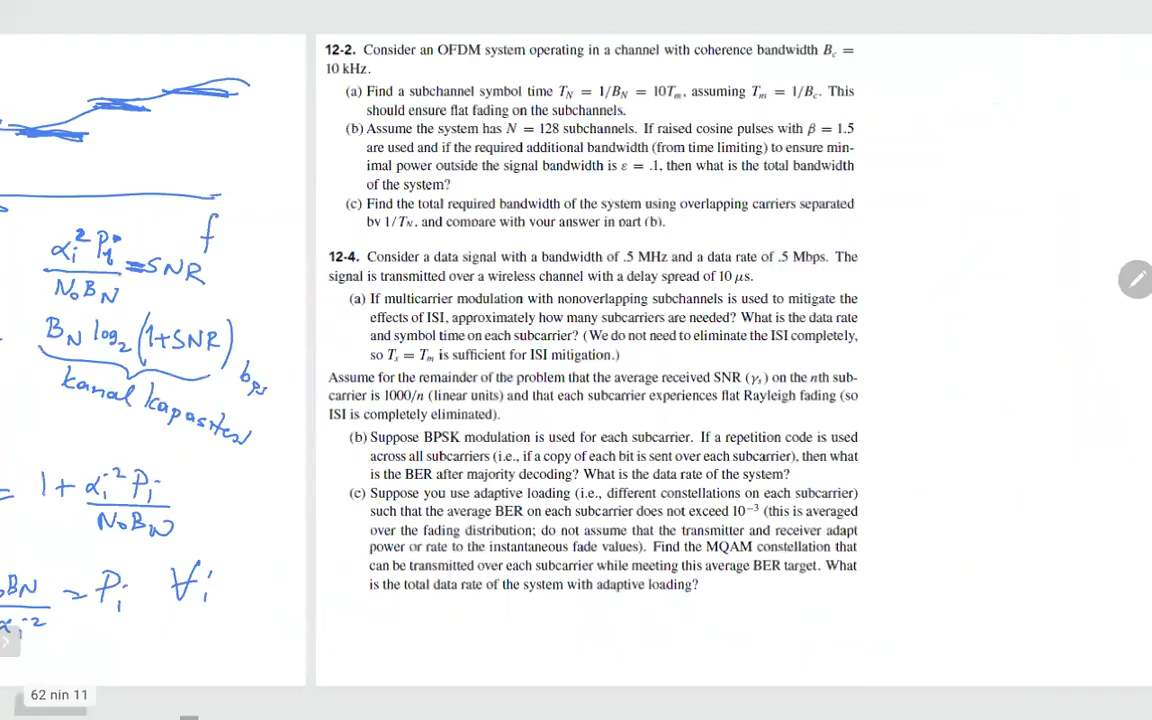 f
αᵢ² Pᵢ / N₀ B_N = SNR
B_N log₂ (1+SNR) bps
kanal kapasitesi
= 1 + αᵢ² Pᵢ / N₀ B_N
= Pᵢ ∀i
62 nin 11
12-2. Consider an OFDM system operating in a channel with coherence bandwidth B_c =
10 kHz.
(a) Find a subchannel symbol time T_N = 1/B_N = 10T_m, assuming T_m = 1/B_c. This
should ensure flat fading on the subchannels.
(b) Assume the system has N = 128 subchannels. If raised cosine pulses with β = 1.5
are used and if the required additional bandwidth (from time limiting) to ensure min-
imal power outside the signal bandwidth is ε = .1, then what is the total bandwidth
of the system?
(c) Find the total required bandwidth of the system using overlapping carriers separated
by 1/T_N, and compare with your answer in part (b).
12-4. Consider a data signal with a bandwidth of .5 MHz and a data rate of .5 Mbps. The
signal is transmitted over a wireless channel with a delay spread of 10 μs.
(a) If multicarrier modulation with nonoverlapping subchannels is used to mitigate the
effects of ISI, approximately how many subcarriers are needed? What is the data rate
and symbol time on each subcarrier? (We do not need to eliminate the ISI completely,
so T_s = T_m is sufficient for ISI mitigation.)
Assume for the remainder of the problem that the average received SNR (γ_s) on the nth sub-
carrier is 1000/n (linear units) and that each subcarrier experiences flat Rayleigh fading (so
ISI is completely eliminated).
(b) Suppose BPSK modulation is used for each subcarrier. If a repetition code is used
across all subcarriers (i.e., if a copy of each bit is sent over each subcarrier), then what
is the BER after majority decoding? What is the data rate of the system?
(c) Suppose you use adaptive loading (i.e., different constellations on each subcarrier)
such that the average BER on each subcarrier does not exceed 10⁻³ (this is averaged
over the fading distribution; do not assume that the transmitter and receiver adapt
power or rate to the instantaneous fade values). Find the MQAM constellation that
can be transmitted over each subcarrier while meeting this average BER target. What
is the total data rate of the system with adaptive loading?